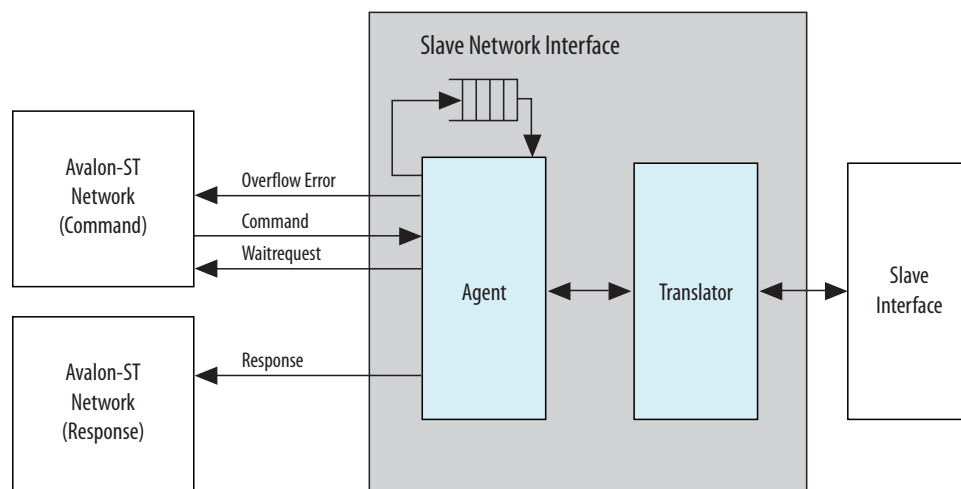 Slave Network Interface
Avalon-ST
Network
(Command)
Overflow Error
Command
Waitrequest
Agent
Translator
Slave
Interface
Avalon-ST
Network
(Response)
Response